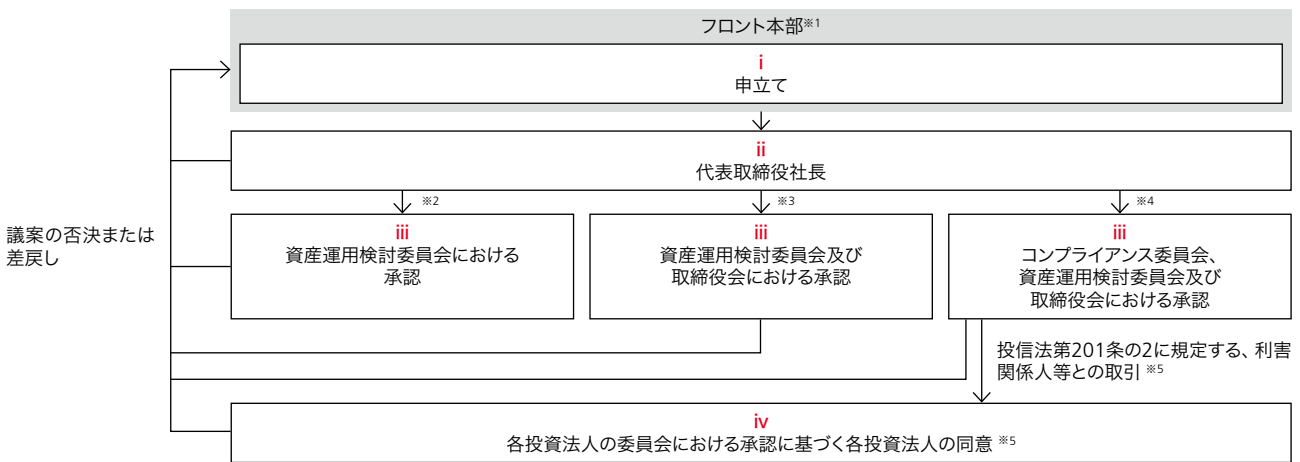 フロント本部※1
i
申立て
ii
代表取締役社長
※2
※3
※4
議案の否決または
差戻し
iii
資産運用検討委員会における
承認
iii
資産運用検討委員会及び
取締役会における承認
iii
コンプライアンス委員会、
資産運用検討委員会及び
取締役会における承認
投信法第201条の2に規定する、利害
関係人等との取引 ※5
iv
各投資法人の委員会における承認に基づく各投資法人の同意 ※5